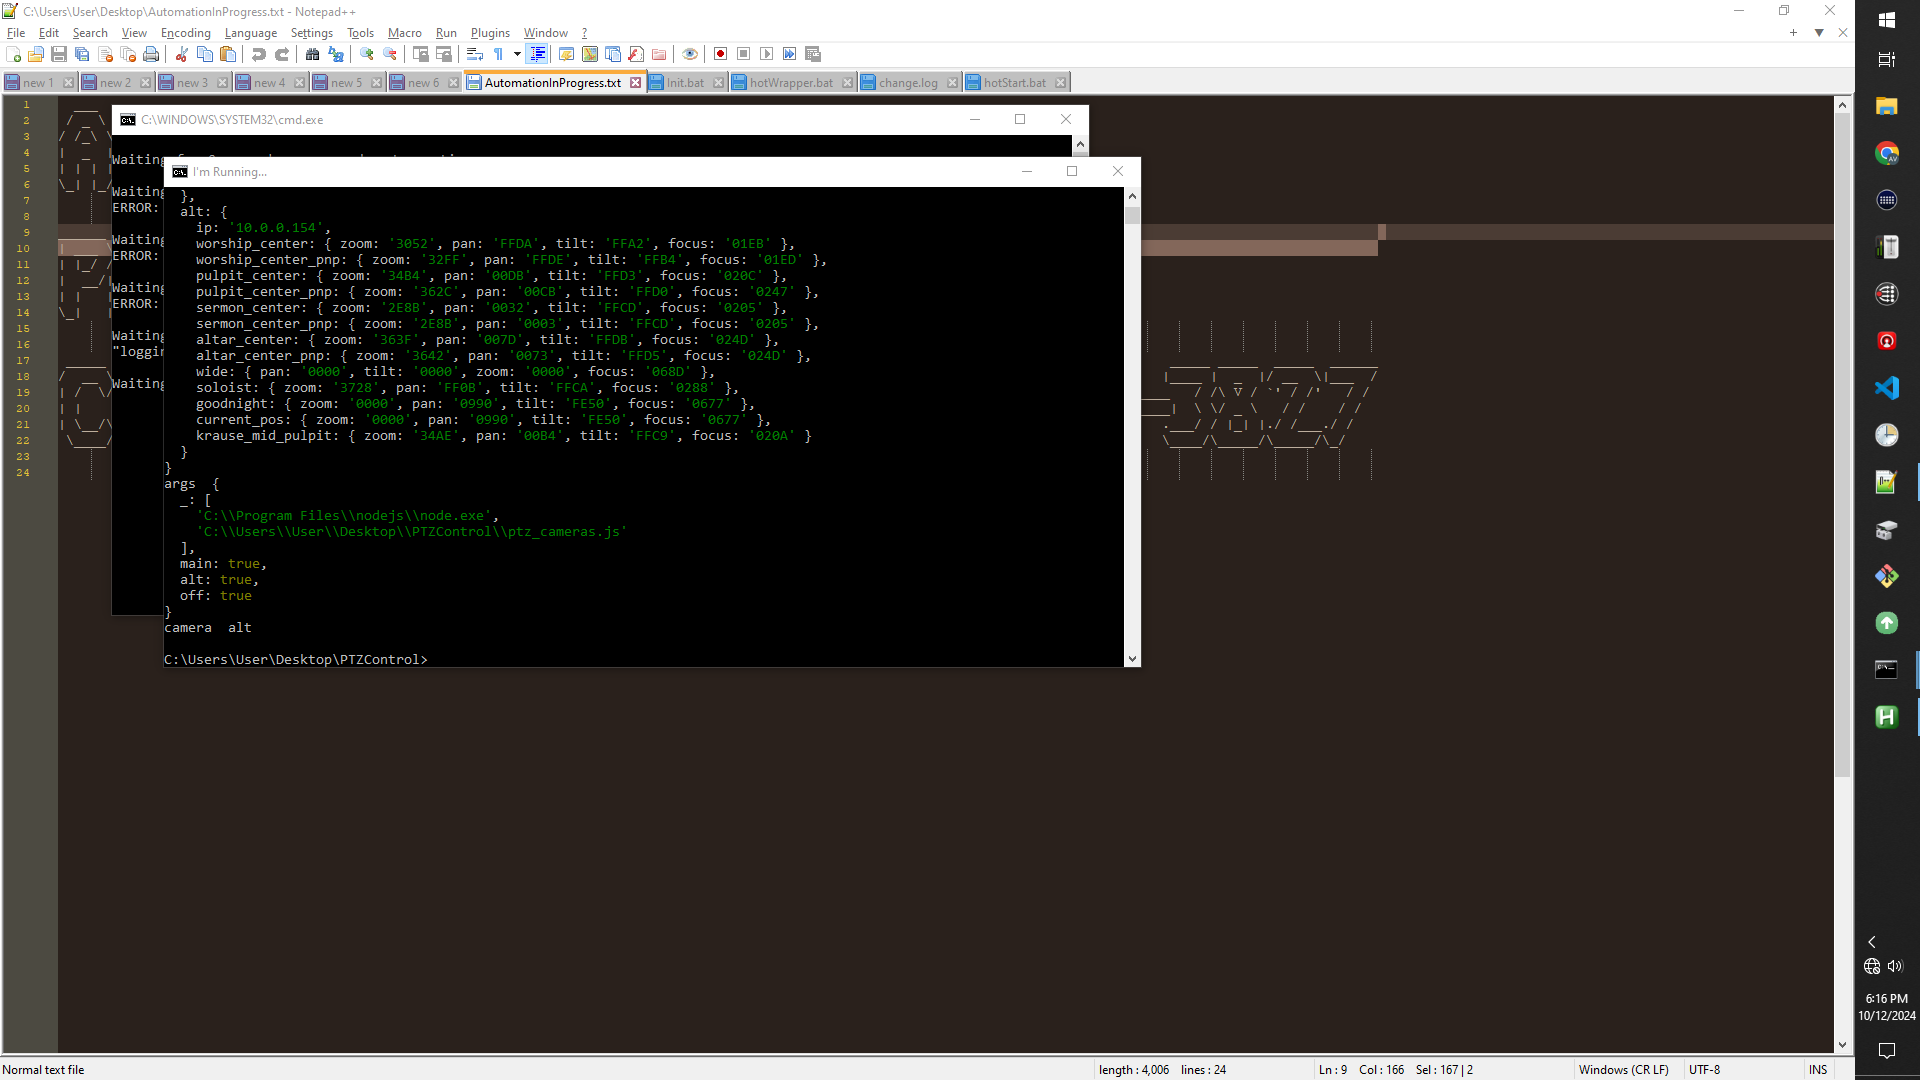 C:\Users\User\Desktop\AutomationInProgress.txt - Notepad++
File Edit Search View Encoding Language Settings Tools Macro Run Plugins Window ?
new 1 new 2 new 3 new 4 new 5 new 6 AutomationInProgress.txt Init.bat hotWrapper.bat change.log hotStart.bat
1
2
3
4
5
6
7
8
9
10
11
12
13
14
15
16
17
18
19
20
21
22
23
24
C:\WINDOWS\SYSTEM32\cmd.exe
Waiting
Waiting
ERROR:
Waiting
ERROR:
Waiting
ERROR:
Waiting
Waiting
I'm Running...
},
alt: {
ip: '10.0.0.154',
worship_center: { zoom: '3052', pan: 'FFDA', tilt: 'FFA2', focus: '01EB' },
worship_center_pnp: { zoom: '32FF', pan: 'FFDE', tilt: 'FFB4', focus: '01ED' },
pulpit_center: { zoom: '34B4', pan: '00DB', tilt: 'FFD3', focus: '020C' },
pulpit_center_pnp: { zoom: '362C', pan: '00CB', tilt: 'FFD0', focus: '0247' },
sermon_center: { zoom: '2E8B', pan: '0032', tilt: 'FFCD', focus: '0205' },
sermon_center_pnp: { zoom: '2E8B', pan: '0003', tilt: 'FFCD', focus: '0205' },
altar_center: { zoom: '363F', pan: '007D', tilt: 'FFDB', focus: '024D' },
altar_center_pnp: { zoom: '3642', pan: '0073', tilt: 'FFD5', focus: '024D' },
wide: { pan: '0000', tilt: '0000', zoom: '0000', focus: '068D' },
soloist: { zoom: '3728', pan: 'FF0B', tilt: 'FFCA', focus: '0288' },
goodnight: { zoom: '0000', pan: '0990', tilt: 'FE50', focus: '0677' },
current_pos: { zoom: '0000', pan: '0990', tilt: 'FE50', focus: '0677' },
krause_mid_pulpit: { zoom: '34AE', pan: '00B4', tilt: 'FFC9', focus: '020A' }
}
}
args {
_: [
'C:\\Program Files\\nodejs\\node.exe',
'C:\\Users\\User\\Desktop\\PTZControl\\ptz_cameras.js'
],
main: true,
alt: true,
off: true
}
camera alt
C:\Users\User\Desktop\PTZControl>
6:16 PM
10/12/2024
Normal text file length : 4,006 lines : 24 Ln : 9 Col : 166 Sel : 167 | 2 Windows (CR LF) UTF-8 INS